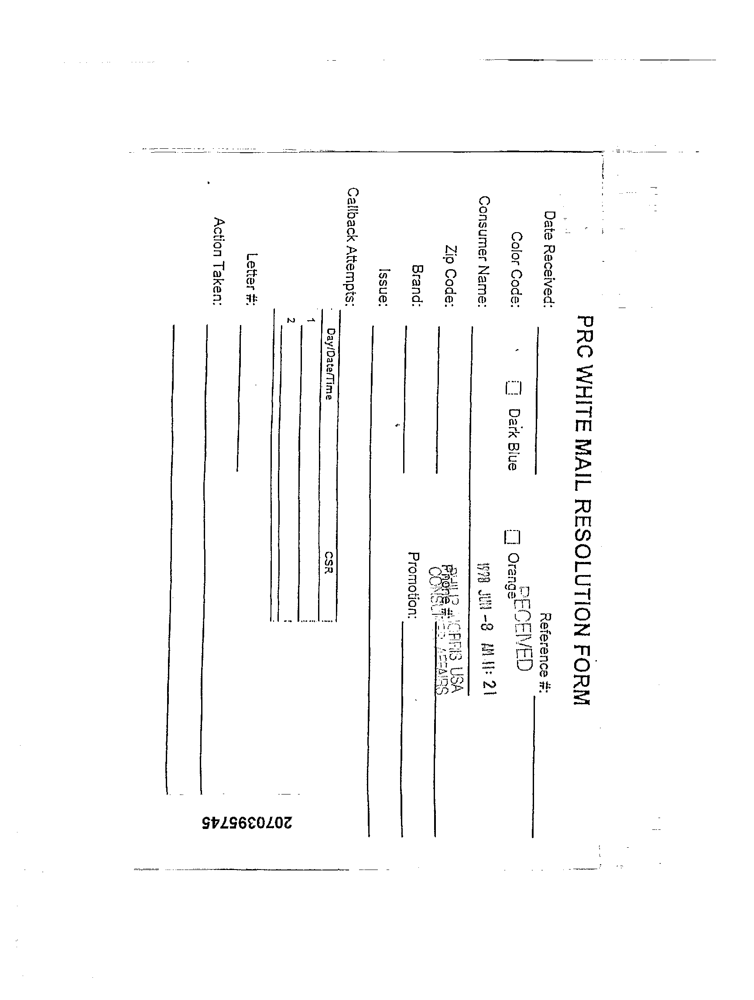 PRC WHITE MAIL RESOLUTION FORM
Date Received: Reference #:
Color Code: Dark Blue Orange
RECEIVED
Consumer Name: JUN -8 AM 11: 21
PHILIP MORRIS USA
Zip Code: Phone #:
CONSUMER AFFAIRS
Brand: Promotion:
Issue:
Callback Attempts:
Day/Date/Time CSR
1
2
Letter #:
Action Taken:
2070395745